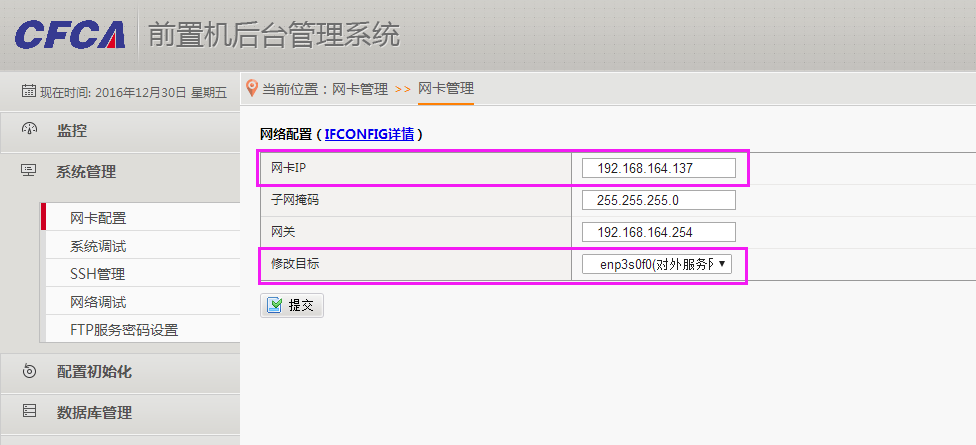 CFCA 前置机后台管理系统
现在时间: 2016年12月30日 星期五
当前位置：网卡管理 >> 网卡管理
监控
系统管理
网卡配置
系统调试
SSH管理
网络调试
FTP服务密码设置
配置初始化
数据库管理
网络配置（IFCONFIG详情）
网卡IP 192.168.164.137
子网掩码 255.255.255.0
网关 192.168.164.254
修改目标 enp3s0f0(对外服务
提交